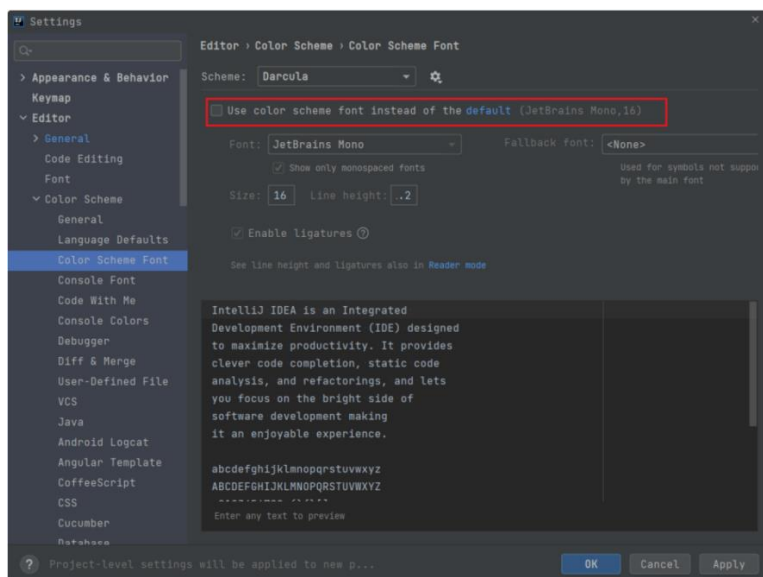 Settings
Editor › Color Scheme › Color Scheme Font
Appearance & Behavior
Keymap
Editor
General
Code Editing
Font
Color Scheme
General
Language Defaults
Color Scheme Font
Console Font
Code With Me
Console Colors
Debugger
Diff & Merge
User-Defined File
VCS
Java
Android Logcat
Angular Template
CoffeeScript
CSS
Cucumber
Database
Scheme: Darcula
Use color scheme font instead of the default (JetBrains Mono,16)
Font: JetBrains Mono Fallback font: <None>
Show only monospaced fonts
Used for symbols not
by the main font
Size: 16 Line height: .2
Enable ligatures ?
See line height and ligatures also in Reader mode
IntelliJ IDEA is an Integrated
Development Environment (IDE) designed
to maximize productivity. It provides
clever code completion, static code
analysis, and refactorings, and lets
you focus on the bright side of
software development making
it an enjoyable experience.
abcdefghijklmnopqrstuvwxyz
ABCDEFGHIJKLMNOPQRSTUVWXYZ
Enter any text to preview
? Project-level settings will be applied to new p...
OK Cancel Apply